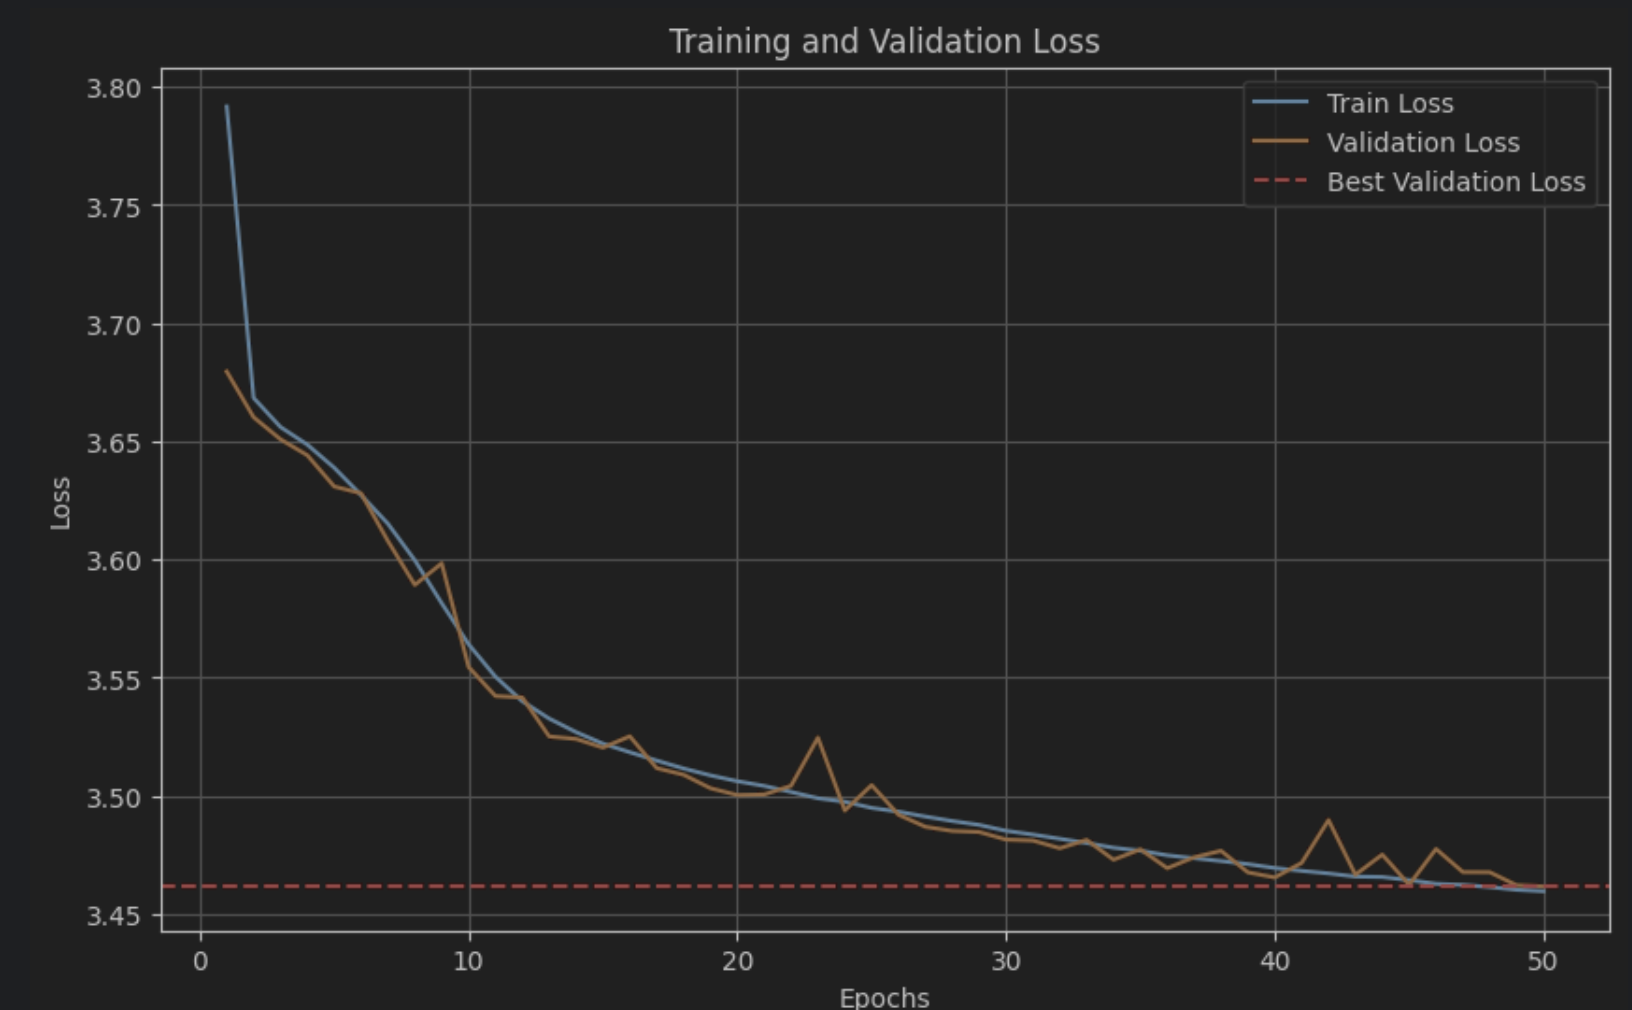 Training and Validation Loss
Train Loss
Validation Loss
Best Validation Loss
3.80
3.75
3.70
3.65
3.60
3.55
3.50
3.45
Loss
0 10 20 30 40 50
Epochs